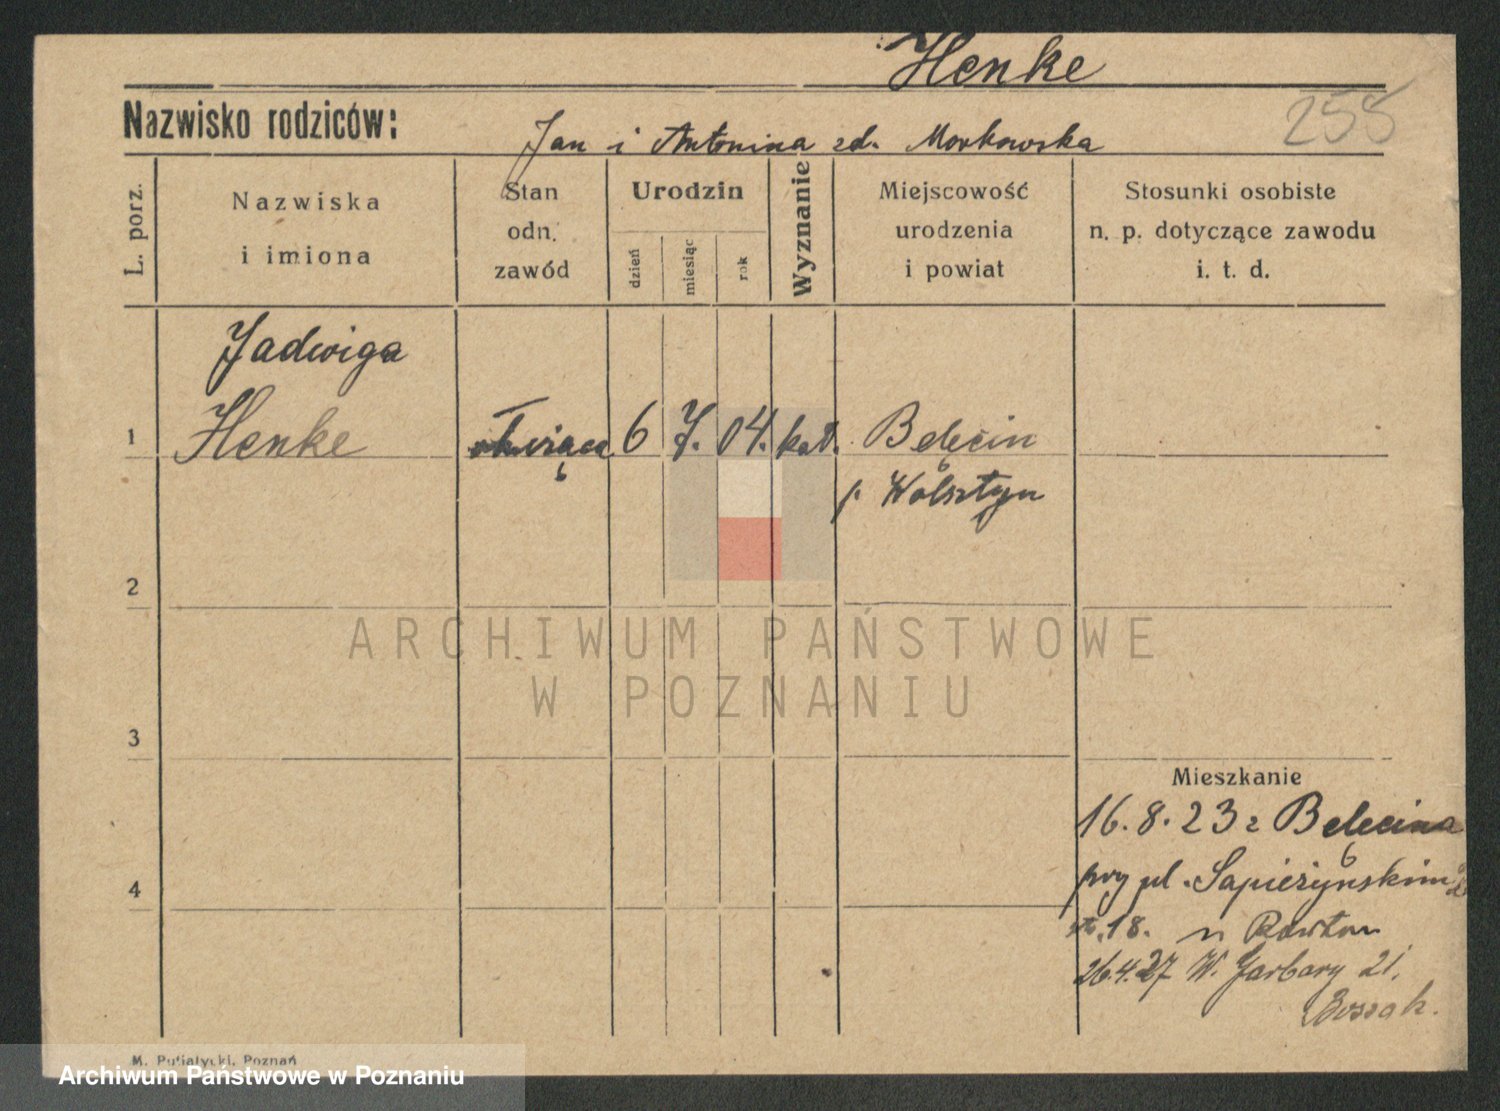 Henke
255
Nazwisko rodziców:
Jan i Antonina zd. Morkowska
L. porz.
Nazwiska
i imiona
Stan
odn.
zawód
Urodzin
dzień
miesiąc
rok
Wyznanie
Miejscowość
urodzenia
i powiat
Stosunki osobiste
n. p. dotyczące zawodu
i. t. d.
Jadwiga
1 Henke 6 7. 04. kat. Belęcin
p. Wolsztyn
2
ARCHIWUM PAŃSTWOWE
W POZNANIU
3
Mieszkanie
16. 8. 23 z Belęcina
przy pl. Sapieżyńskim
18.
4
26.4.27 W. Garbary 21.
M. Putiatycki, Poznań
Archiwum Państwowe w Poznaniu